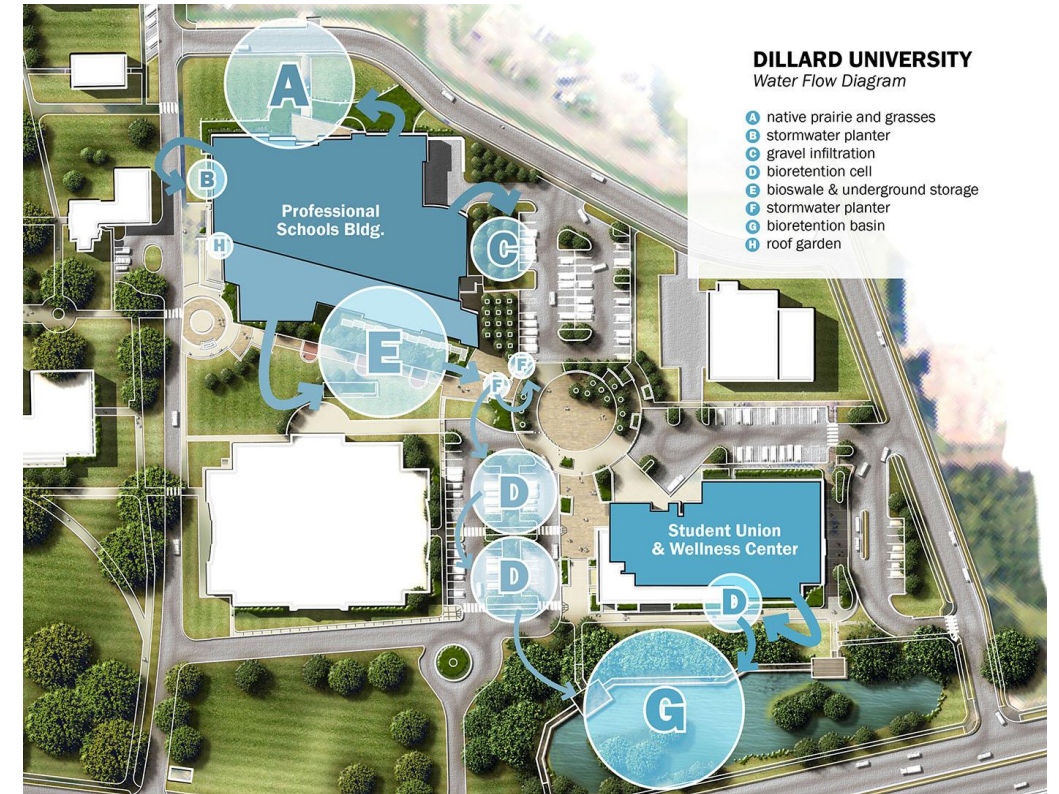 DILLARD UNIVERSITY
Water Flow Diagram
A native prairie and grasses
B stormwater planter
C gravel infiltration
D bioretention cell
E bioswale & underground storage
F stormwater planter
G bioretention basin
H roof garden
A
B
Professional
Schools Bldg.
H
C
E
F
F
D
Student Union
& Wellness Center
D
D
G